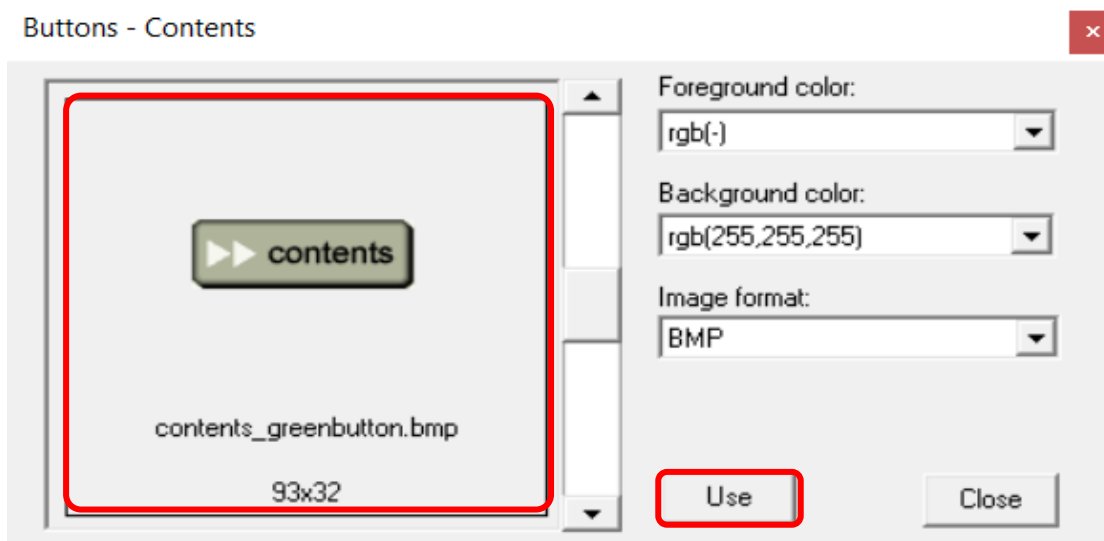 Buttons - Contents
contents
contents_greenbutton.bmp
93x32
Foreground color:
rgb(-)
Background color:
rgb(255,255,255)
Image format:
BMP
Use
Close